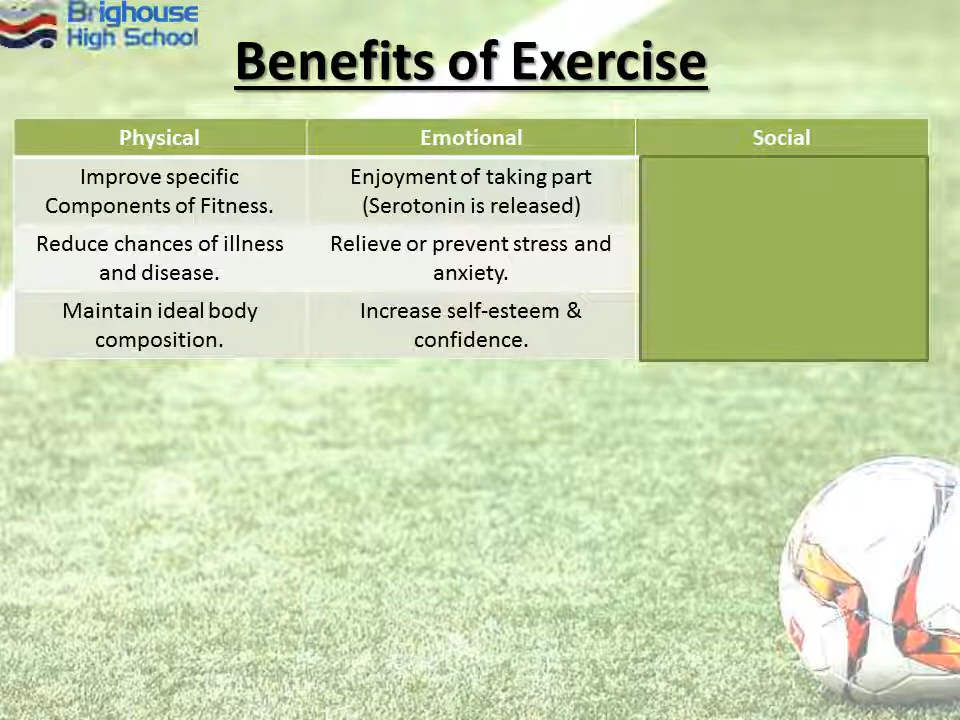 Brighouse
High School
Benefits of Exercise
Physical Emotional Social
Improve specific
Components of Fitness.
Enjoyment of taking part
(Serotonin is released)
Reduce chances of illness
and disease.
Relieve or prevent stress and
anxiety.
Maintain ideal body
composition.
Increase self-esteem &
confidence.